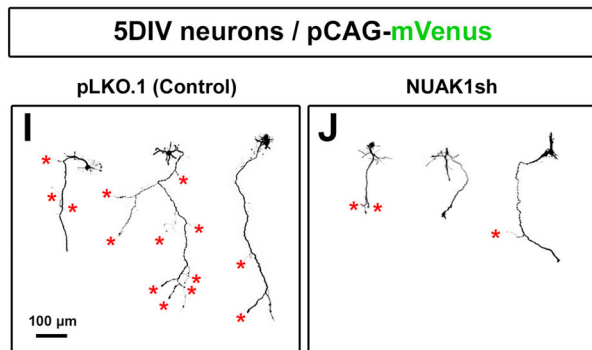 5DIV neurons / pCAG-mVenus
pLKO.1 (Control)
NUAK1sh
I
J
* * * * * * * * * * * * *
* * *
100 µm